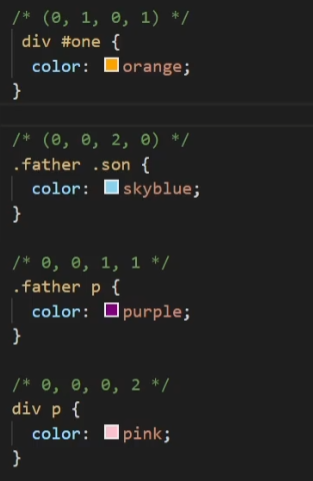 /* (0, 1, 0, 1) */
div #one {
color: orange;
}
/* (0, 0, 2, 0) */
.father .son {
color: skyblue;
}
/* 0, 0, 1, 1 */
.father p {
color: purple;
}
/* 0, 0, 0, 2 */
div p {
color: pink;
}